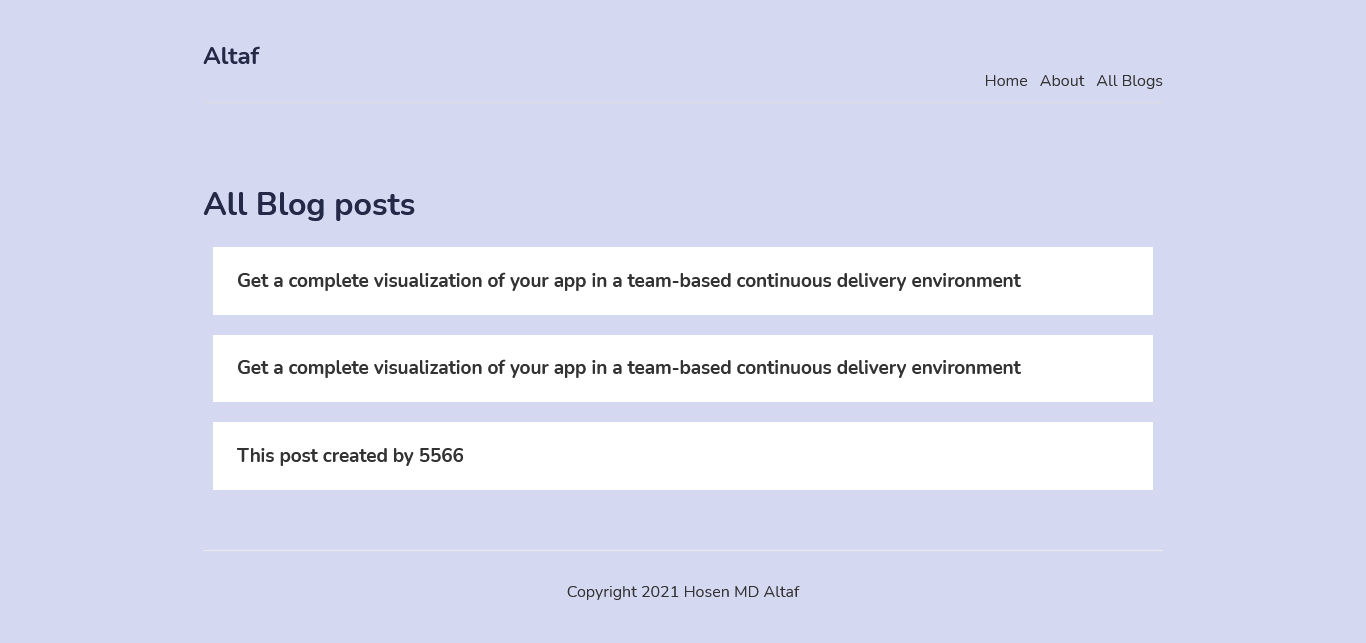 Altaf
Home About All Blogs
All Blog posts
Get a complete visualization of your app in a team-based continuous delivery environment
Get a complete visualization of your app in a team-based continuous delivery environment
This post created by 5566
Copyright 2021 Hosen MD Altaf